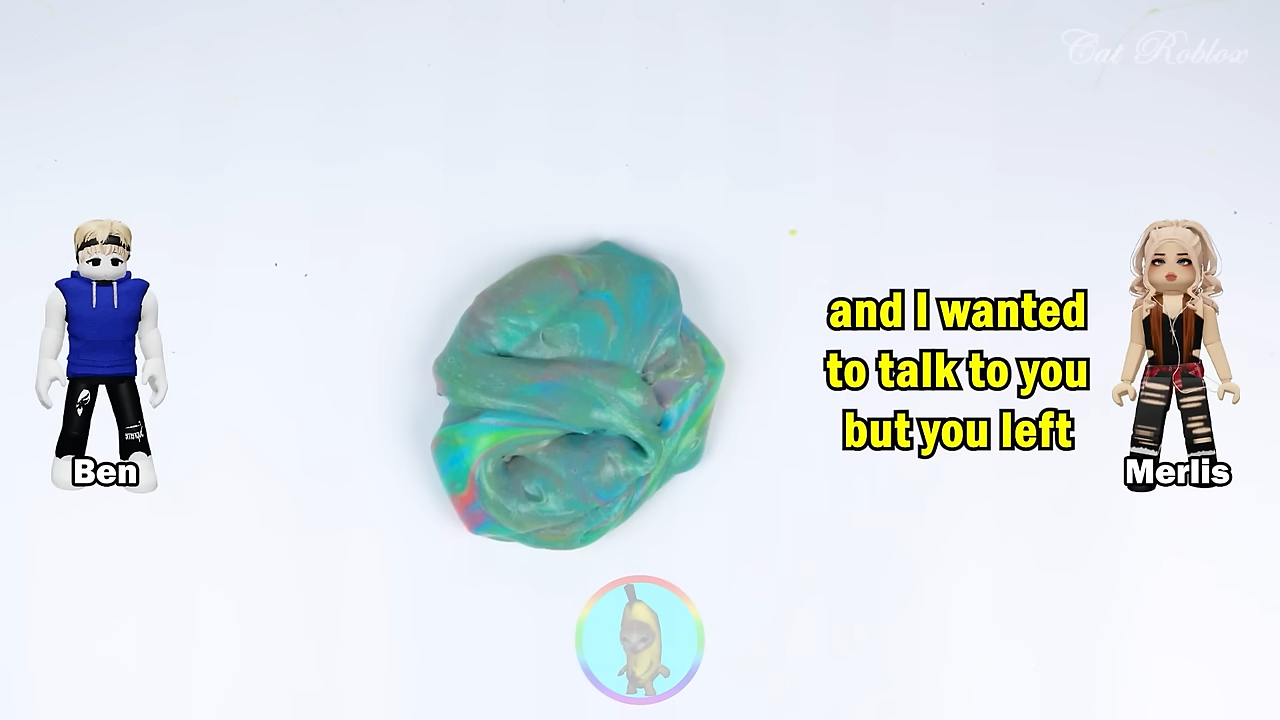 Cat Roblox
and I wanted
to talk to you
but you left
Ben
Merlis